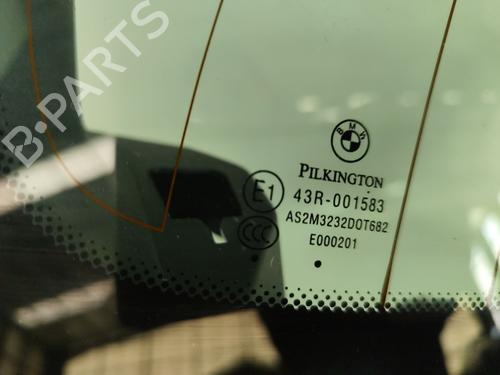 B-PARTS
BMW
PILKINGTON
E1 43R-001583
CCC AS2M3232DOT682
E000201